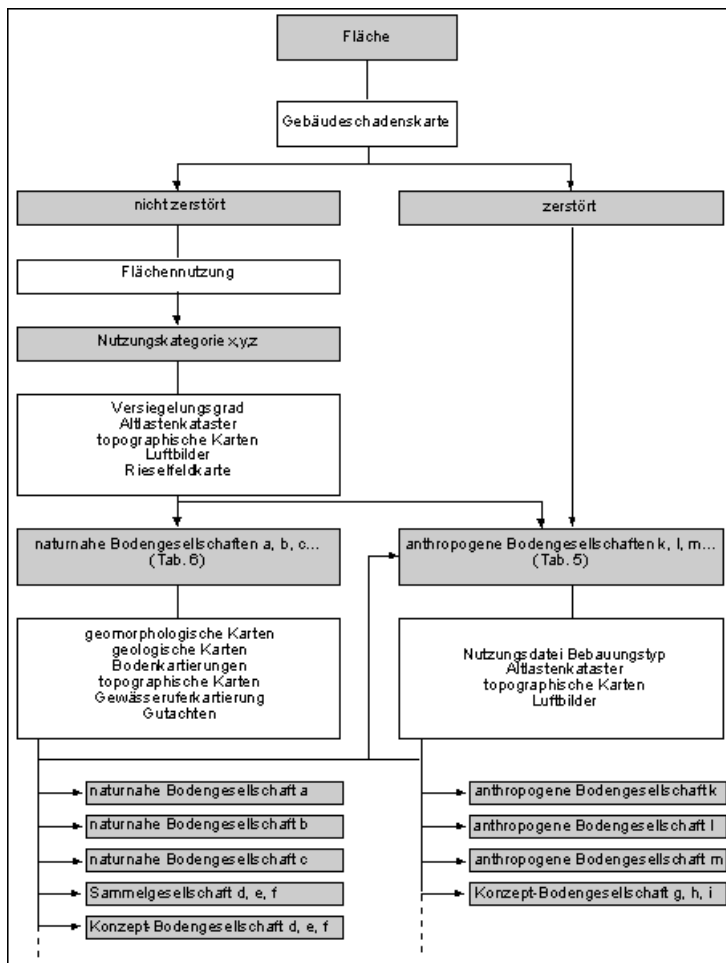 Fläche
Gebäudeschadenskarte
nicht zerstört
zerstört
Flächennutzung
Nutzungskategorie x,y,z
Versiegelungsgrad
Altlastenkataster
topographische Karten
Luftbilder
Rieselfeldkarte
naturnahe Bodengesellschaften a, b, c...
(Tab. 6)
anthropogene Bodengesellschaften k, l, m...
(Tab. 5)
geomorphologische Karten
geologische Karten
Bodenkartierungen
topographische Karten
Gewässeruferkartierung
Gutachten
Nutzungsdatei Bebauungstyp
Altlastenkataster
topographische Karten
Luftbilder
naturnahe Bodengesellschaft a
naturnahe Bodengesellschaft b
naturnahe Bodengesellschaft c
Sammelgesellschaft d, e, f
Konzept-Bodengesellschaft d, e, f
anthropogene Bodengesellschaft k
anthropogene Bodengesellschaft l
anthropogene Bodengesellschaft m
Konzept-Bodengesellschaft g, h, i